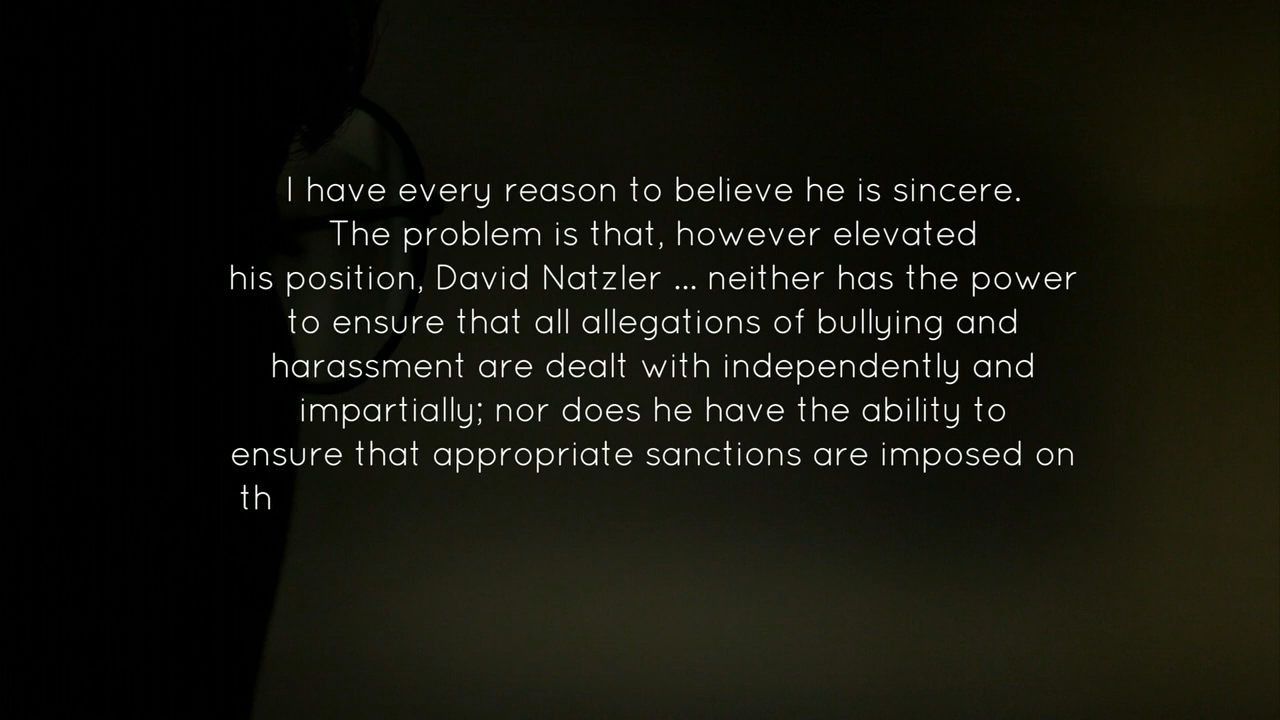 I have every reason to believe he is sincere.
The problem is that, however elevated
his position, David Natzler ... neither has the power
to ensure that all allegations of bullying and
harassment are dealt with independently and
impartially; nor does he have the ability to
ensure that appropriate sanctions are imposed on
th